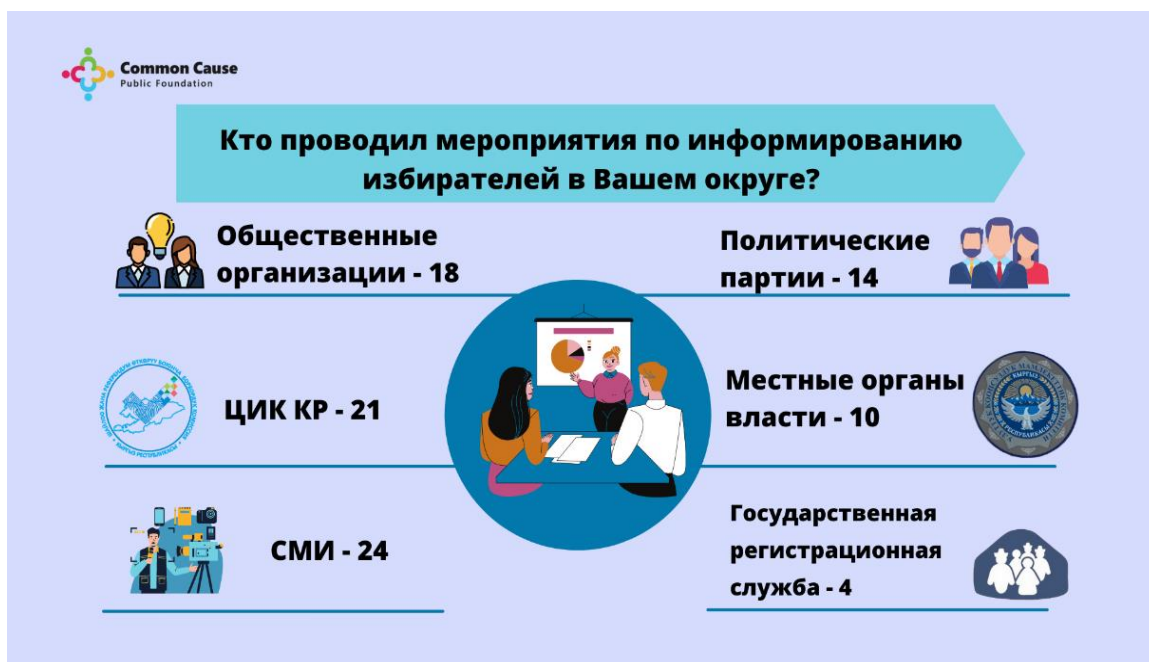 Common Cause
Public Foundation
Кто проводил мероприятия по информированию
избирателей в Вашем округе?
Общественные
организации - 18
Политические
партии - 14
ЦИК КР - 21
Местные органы
власти - 10
СМИ - 24
Государственная
регистрационная
служба - 4